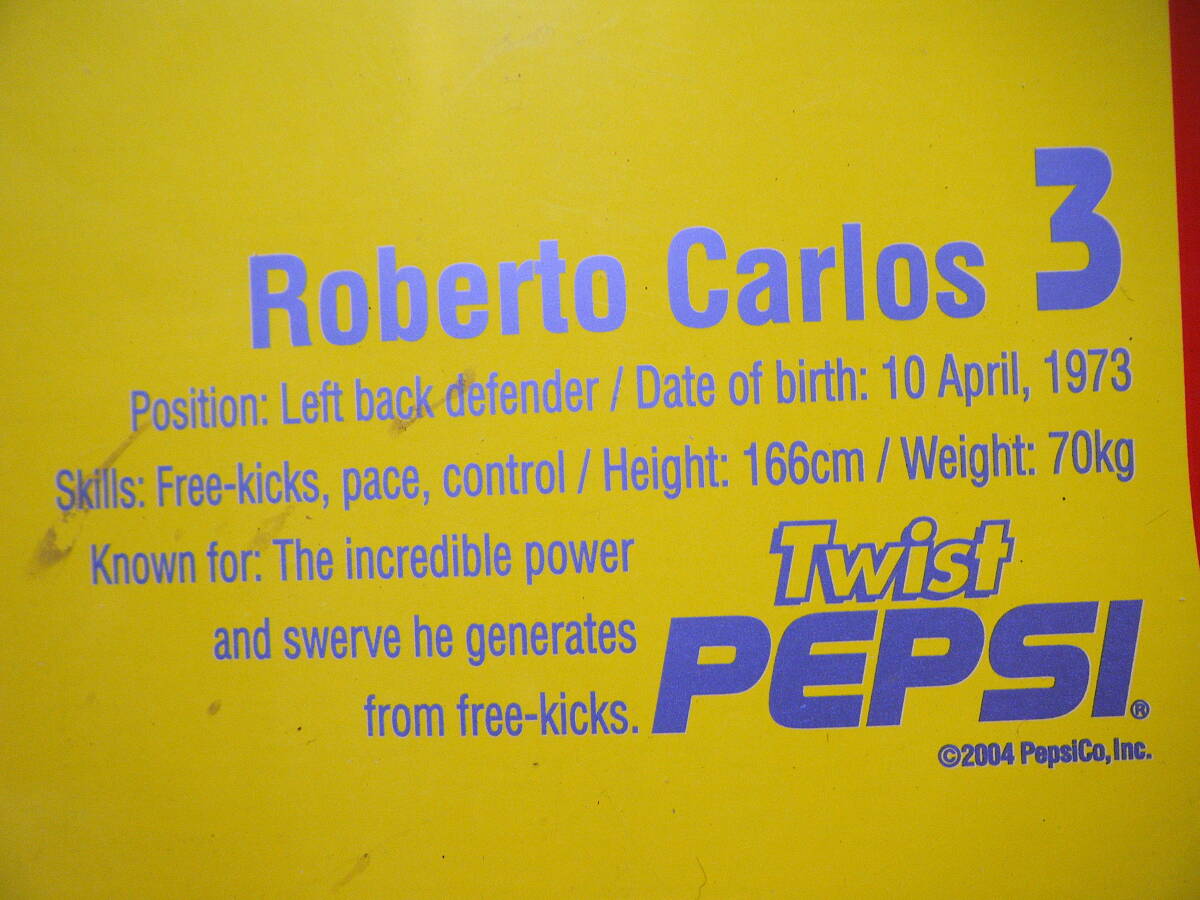 Roberto Carlos 3
Position: Left back defender / Date of birth: 10 April, 1973
Skills: Free-kicks, pace, control / Height: 166cm / Weight: 70kg
Known for: The incredible power
and swerve he generates
from free-kicks.
Twist
PEPSI®
©2004 PepsiCo, Inc.